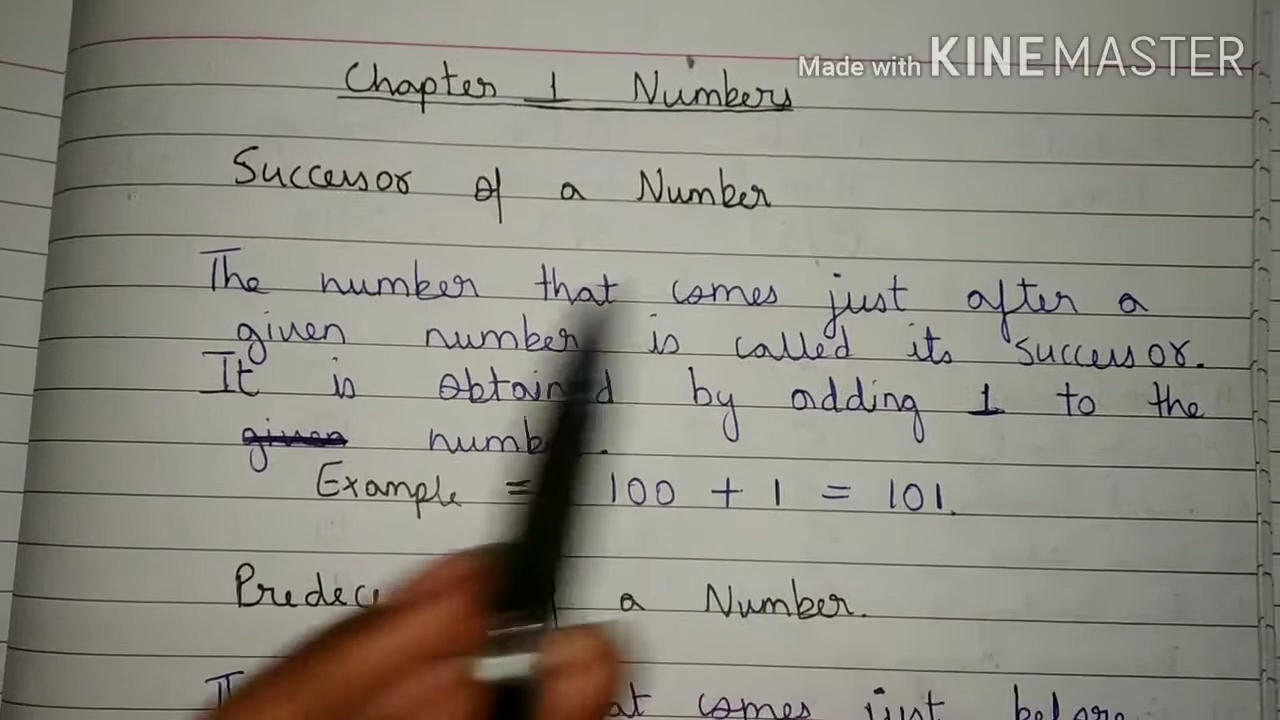 Made with KINEMASTER
Chapter 1 Numbers
Successor of a Number
The number that comes just after a
given number is called its successor.
It is obtained by adding 1 to the
given number.
Example = 100 + 1 = 101.
a Number.
comes just before